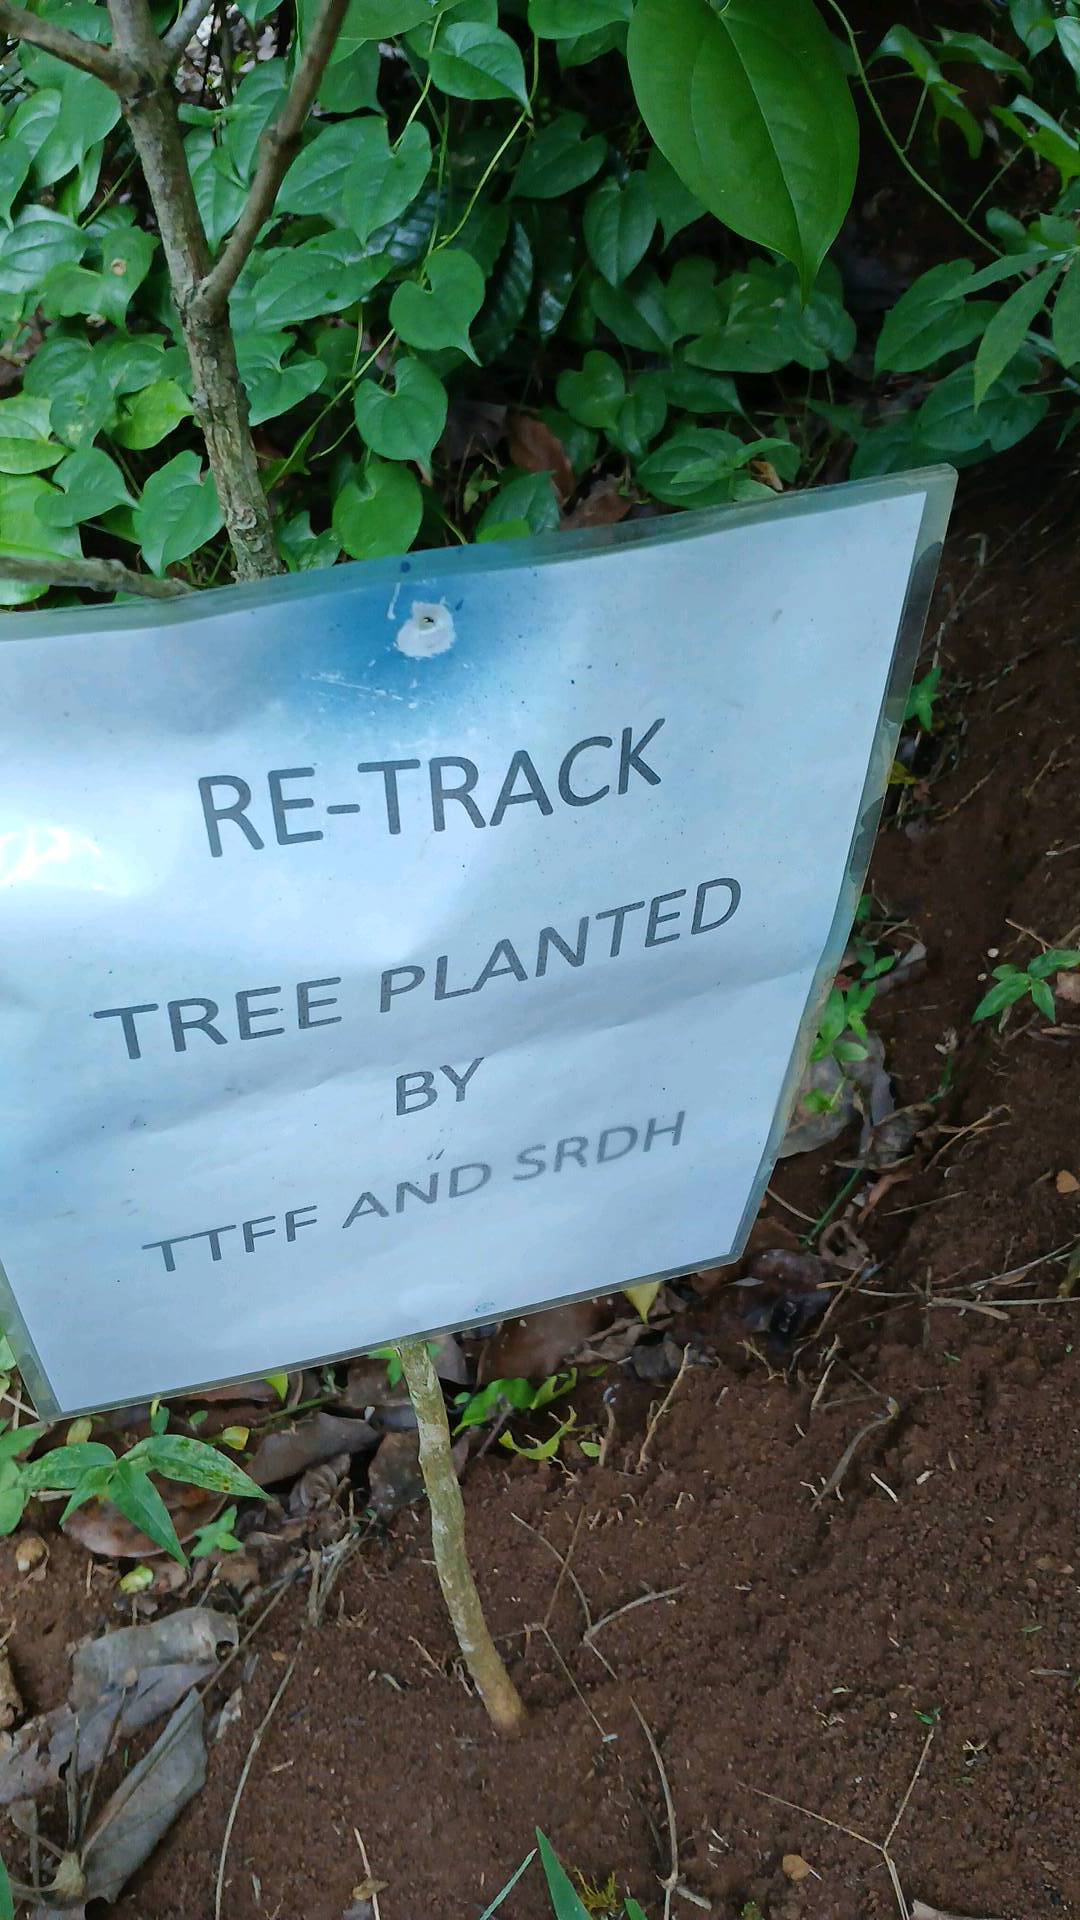 RE-TRACK
TREE PLANTED
BY
TTFF AND SRDH